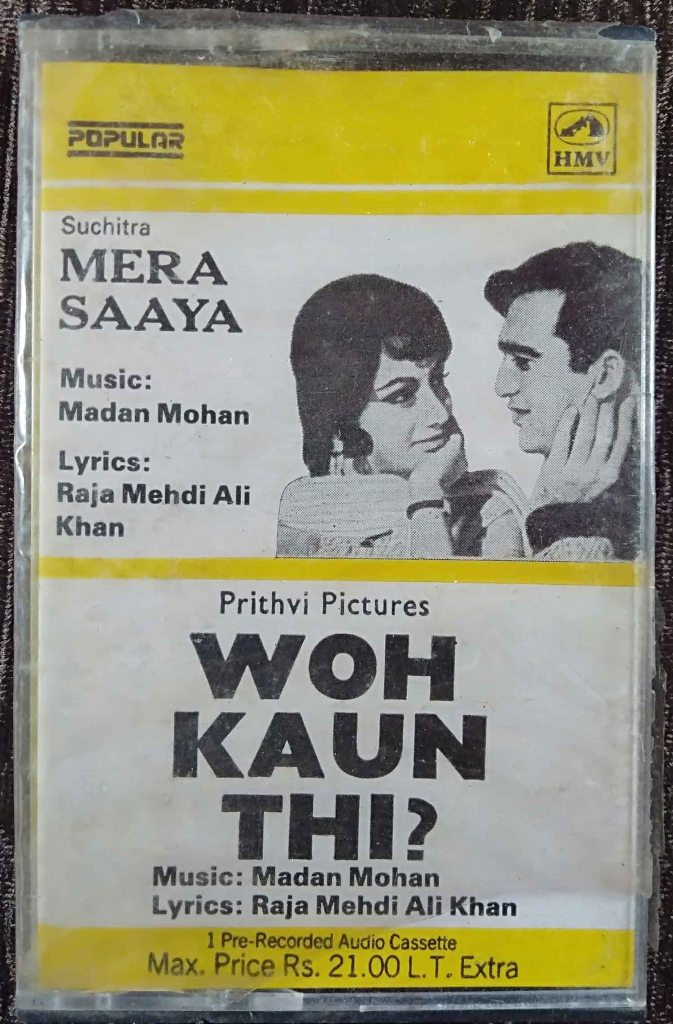 POPULAR
HMV
Suchitra
MERA
SAAYA
Music:
Madan Mohan
Lyrics:
Raja Mehdi Ali
Khan
Prithvi Pictures
WOH
KAUN
THI?
Music: Madan Mohan
Lyrics: Raja Mehdi Ali Khan
1 Pre-Recorded Audio Cassette
Max. Price Rs. 21.00 L.T. Extra